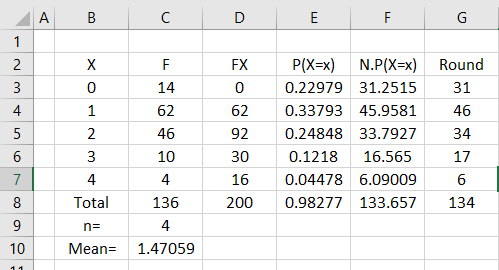 A B C D E F G
1
2 X F FX P(X=x) N.P(X=x) Round
3 0 14 0 0.22979 31.2515 31
4 1 62 62 0.33793 45.9581 46
5 2 46 92 0.24848 33.7927 34
6 3 10 30 0.1218 16.565 17
7 4 4 16 0.04478 6.09009 6
8 Total 136 200 0.98277 133.657 134
9 n= 4
10 Mean= 1.47059